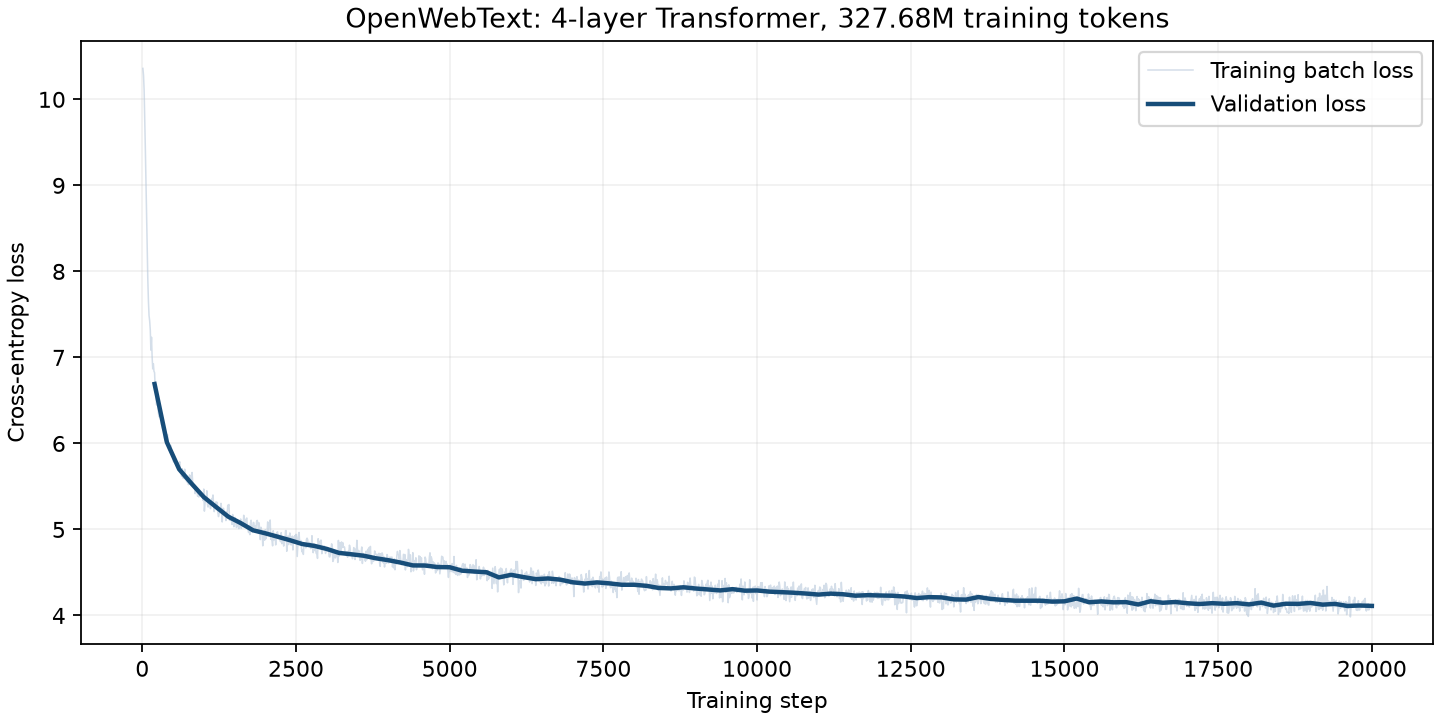 OpenWebText: 4-layer Transformer, 327.68M training tokens
Training batch loss
Validation loss
Cross-entropy loss
10
9
8
7
6
5
4
0 2500 5000 7500 10000 12500 15000 17500 20000
Training step